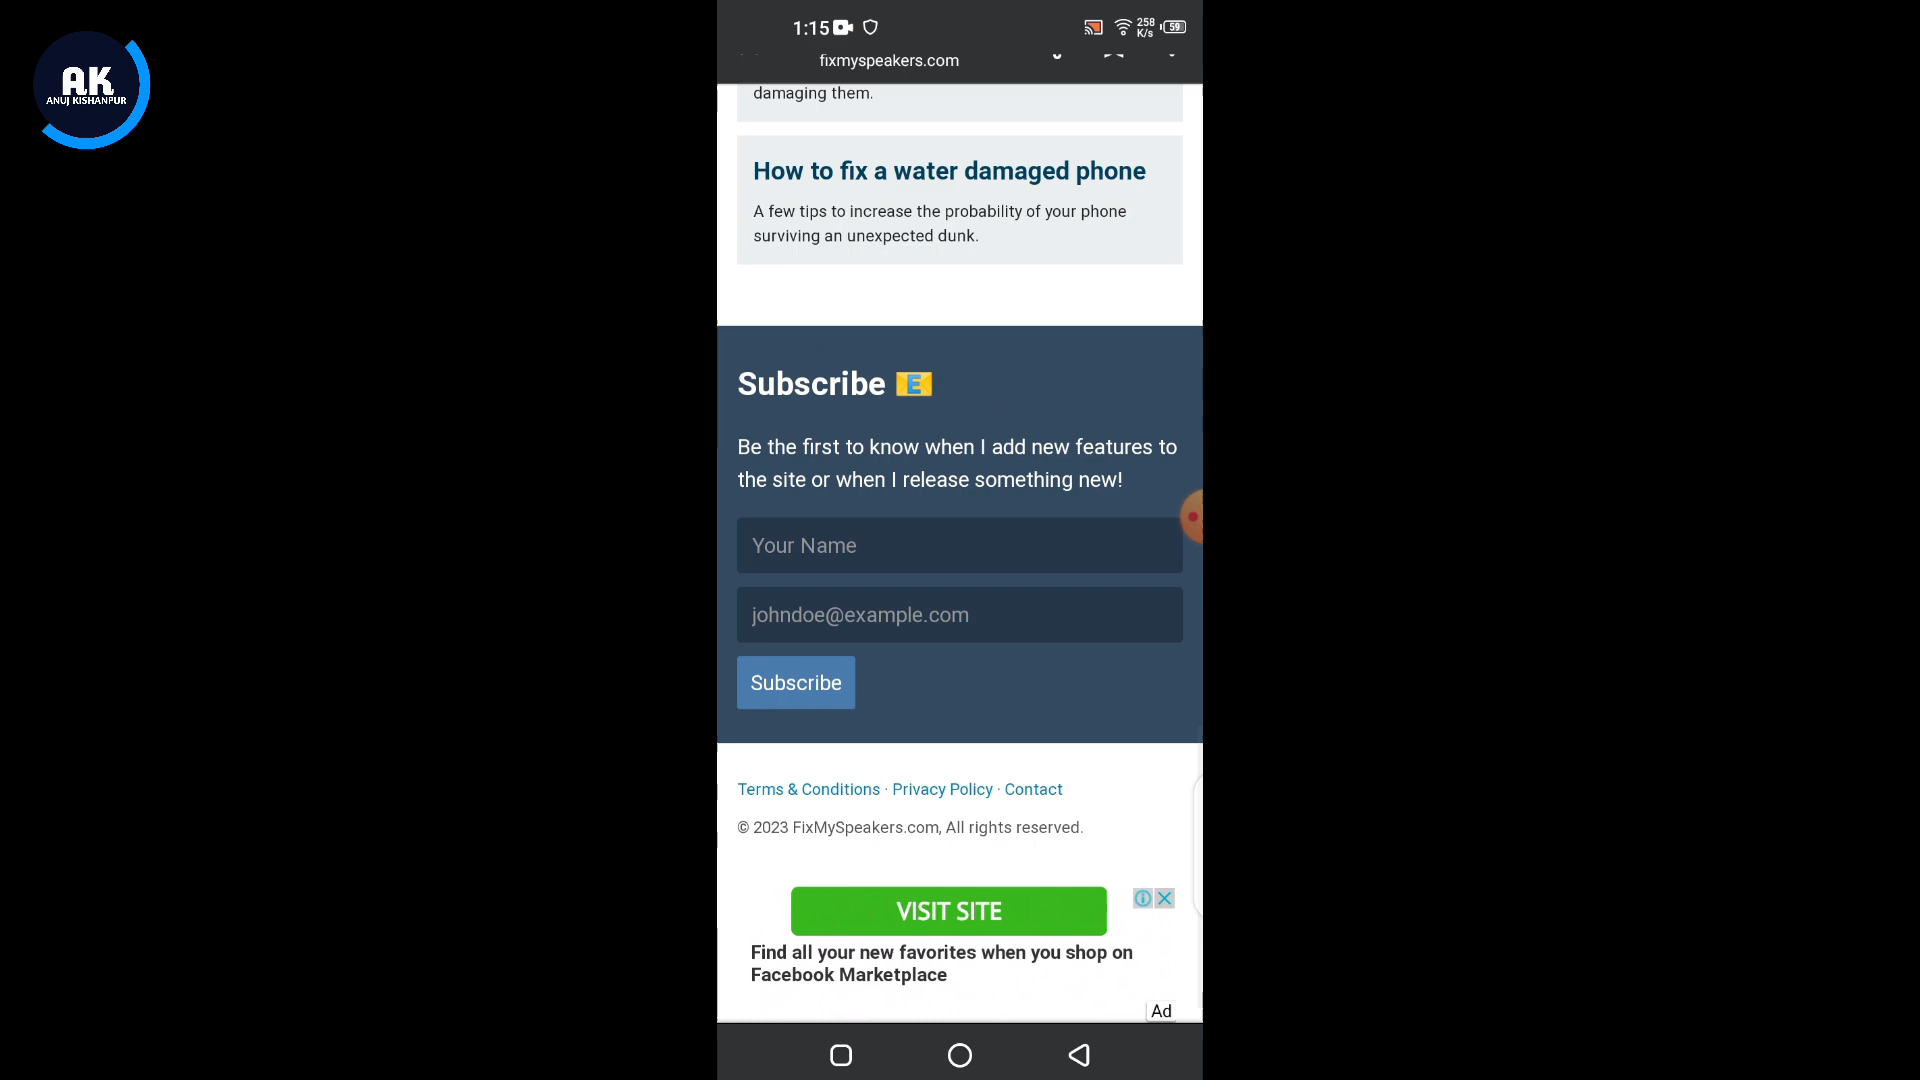 AK
ANUJ KISHANPUR
1:15
258
K/s
59
fixmyspeakers.com
damaging them.
How to fix a water damaged phone
A few tips to increase the probability of your phone
surviving an unexpected dunk.
Subscribe 📧
Be the first to know when I add new features to
the site or when I release something new!
Your Name
johndoe@example.com
Subscribe
Terms & Conditions · Privacy Policy · Contact
© 2023 FixMySpeakers.com, All rights reserved.
VISIT SITE
Find all your new favorites when you shop on
Facebook Marketplace
Ad